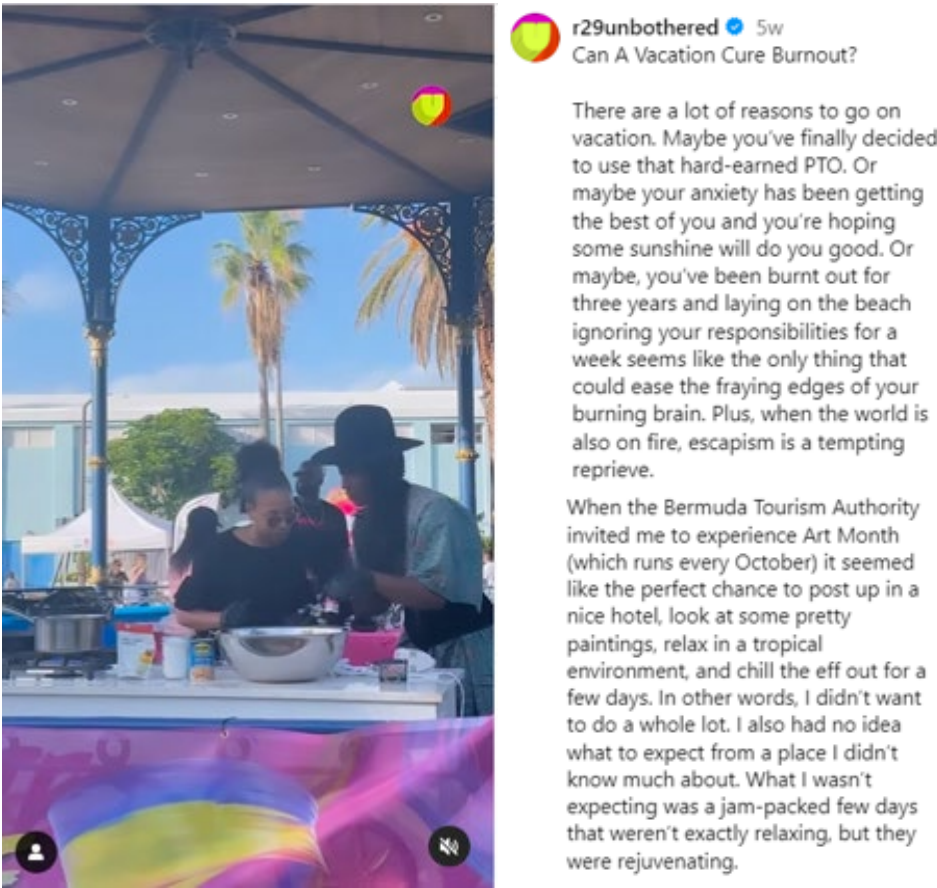 r29unbothered 5w
Can A Vacation Cure Burnout?
There are a lot of reasons to go on
vacation. Maybe you've finally decided
to use that hard-earned PTO. Or
maybe your anxiety has been getting
the best of you and you're hoping
some sunshine will do you good. Or
maybe, you've been burnt out for
three years and laying on the beach
ignoring your responsibilities for a
week seems like the only thing that
could ease the fraying edges of your
burning brain. Plus, when the world is
also on fire, escapism is a tempting
reprieve.
When the Bermuda Tourism Authority
invited me to experience Art Month
(which runs every October) it seemed
like the perfect chance to post up in a
nice hotel, look at some pretty
paintings, relax in a tropical
environment, and chill the eff out for a
few days. In other words, I didn't want
to do a whole lot. I also had no idea
what to expect from a place I didn't
know much about. What I wasn't
expecting was a jam-packed few days
that weren't exactly relaxing, but they
were rejuvenating.